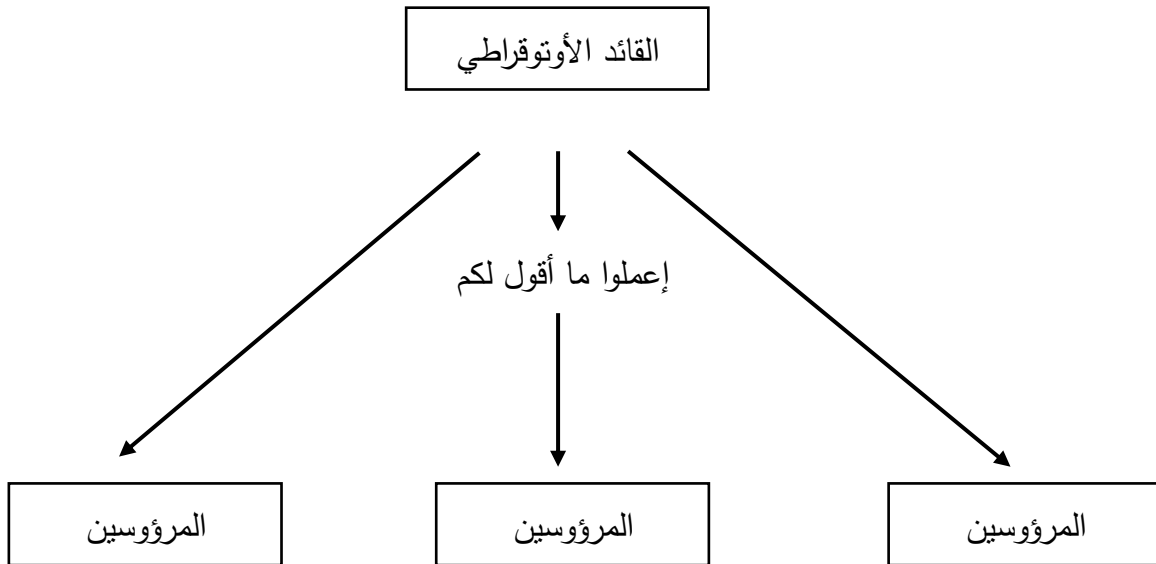 القائد الأوتوقراطي
إعملوا ما أقول لكم
المرؤوسين
المرؤوسين
المرؤوسين